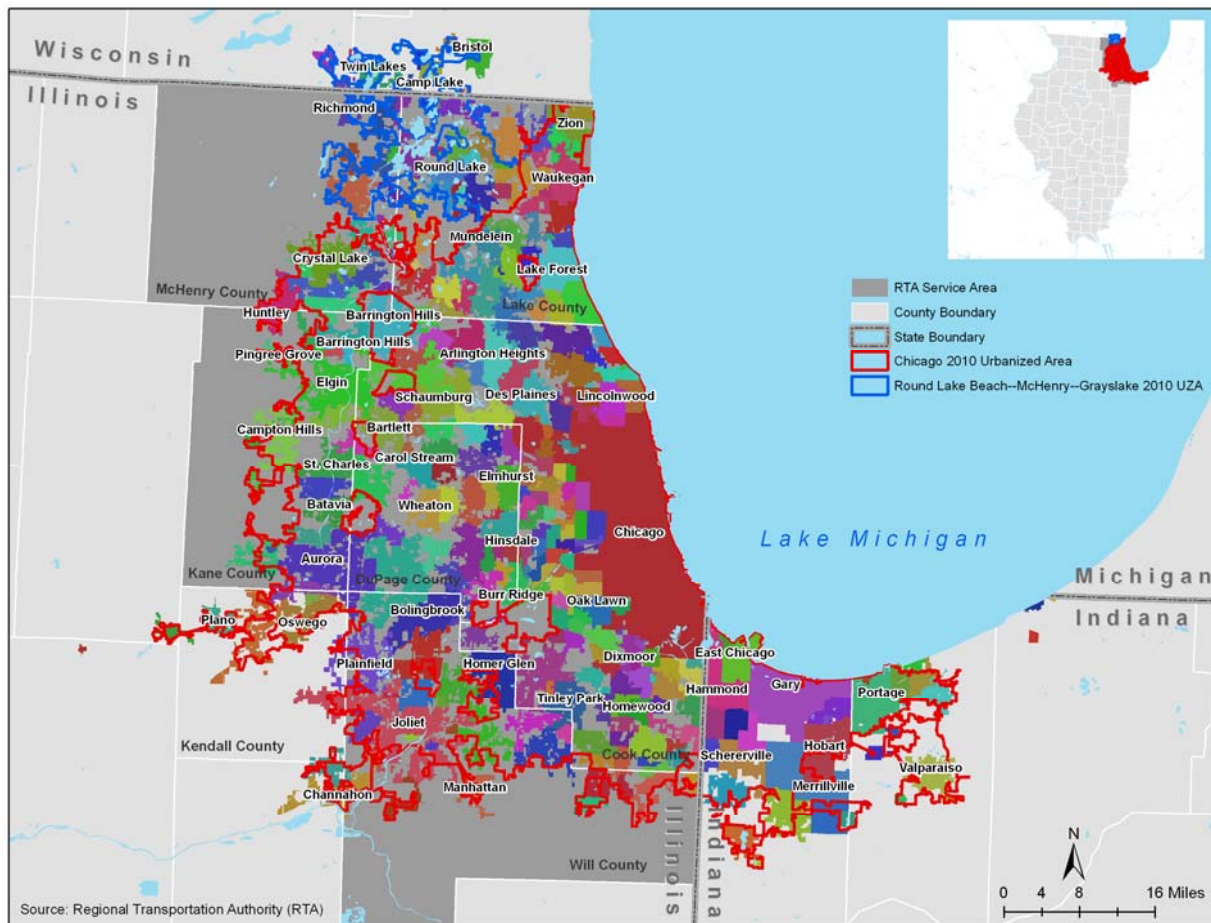 Wisconsin
Illinois
Bristol
Twin Lakes
Camp Lake
Richmond
Zion
Round Lake
Waukegan
Mundelein
Crystal Lake
Lake Forest
McHenry County
Lake County
Huntley
Barrington Hills
Barrington Hills
Pingree Grove
Arlington Heights
Elgin
Schaumburg
Des Plaines
Lincolnwood
Campton Hills
Bartlett
Carol Stream
St. Charles
Elmhurst
Batavia
Wheaton
Chicago
Hinsdale
Aurora
Kane County
DuPage County
Burr Ridge
Oak Lawn
Bolingbrook
Plano
Oswego
Plainfield
Homer Glen
Dixmoor
East Chicago
Hammond
Gary
Portage
Tinley Park
Homewood
Joliet
Kendall County
Cook County
Schererville
Hobart
Valparaiso
Merrillville
Channahon
Manhattan
Will County
Illinois
Indiana
Lake Michigan
Michigan
Indiana
RTA Service Area
County Boundary
State Boundary
Chicago 2010 Urbanized Area
Round Lake Beach--McHenry--Grayslake 2010 UZA
N
0 4 8 16 Miles
Source: Regional Transportation Authority (RTA)